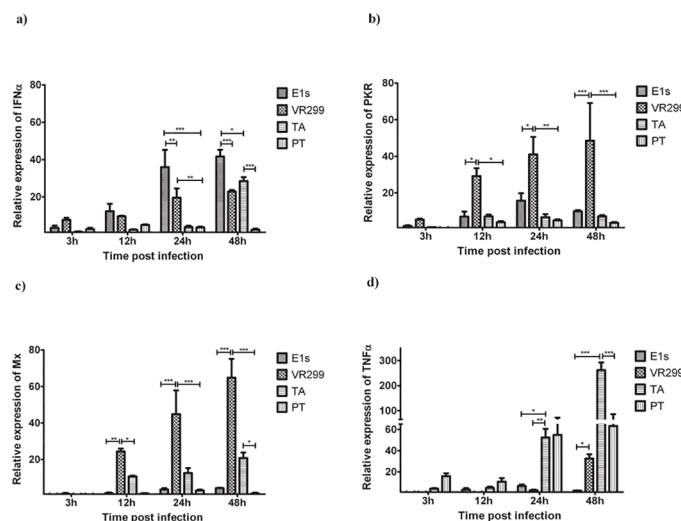 a)
Relative expression of IFNα
80
60
40
20
3h 12h 24h 48h
Time post infection
*** ** ** * *** ***
E1s
VR299
TA
PT
b)
Relative expression of PKR
80
60
40
20
3h 12h 24h 48h
Time post infection
* * * ** *** ***
E1s
VR299
TA
PT
c)
Relative expression of Mx
80
60
40
20
3h 12h 24h 48h
Time post infection
** * *** *** *** *** *
E1s
VR299
TA
PT
d)
Relative expression of TNFα
300
200
100
60
40
20
3h 12h 24h 48h
Time post infection
* ** *** *** *
E1s
VR299
TA
PT